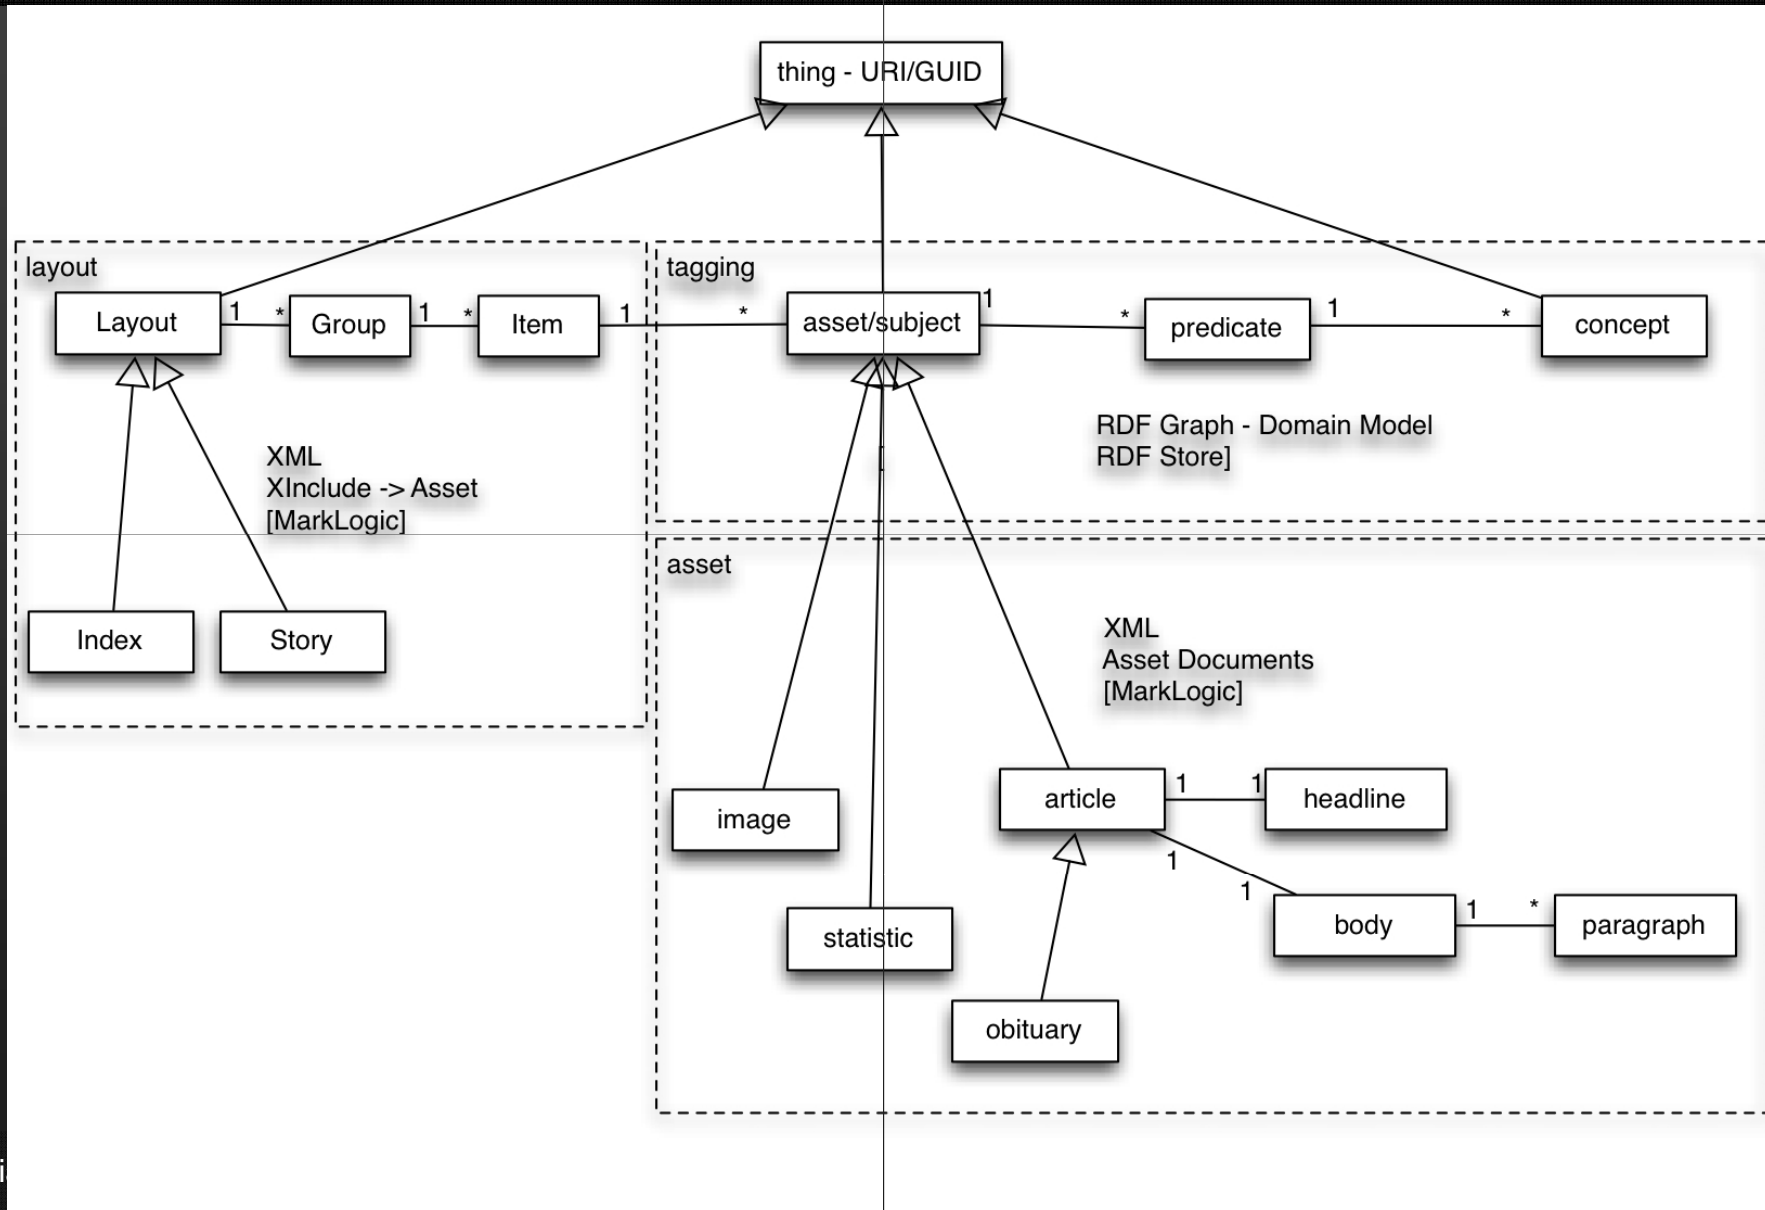 thing - URI/GUID
layout
Layout
1
*
Group
1
*
Item
1
*
tagging
asset/subject
1
*
predicate
1
*
concept
RDF Graph - Domain Model
RDF Store]
[
XML
XInclude -> Asset
[MarkLogic]
Index
Story
asset
XML
Asset Documents
[MarkLogic]
image
statistic
article
1
1
headline
1
1
body
1
*
paragraph
obituary